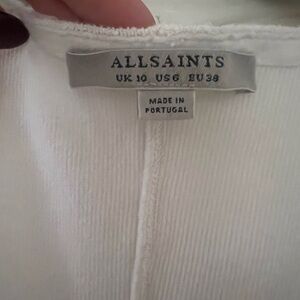 ALLSAINTS
UK 10 US 6 EU 38
MADE IN
PORTUGAL